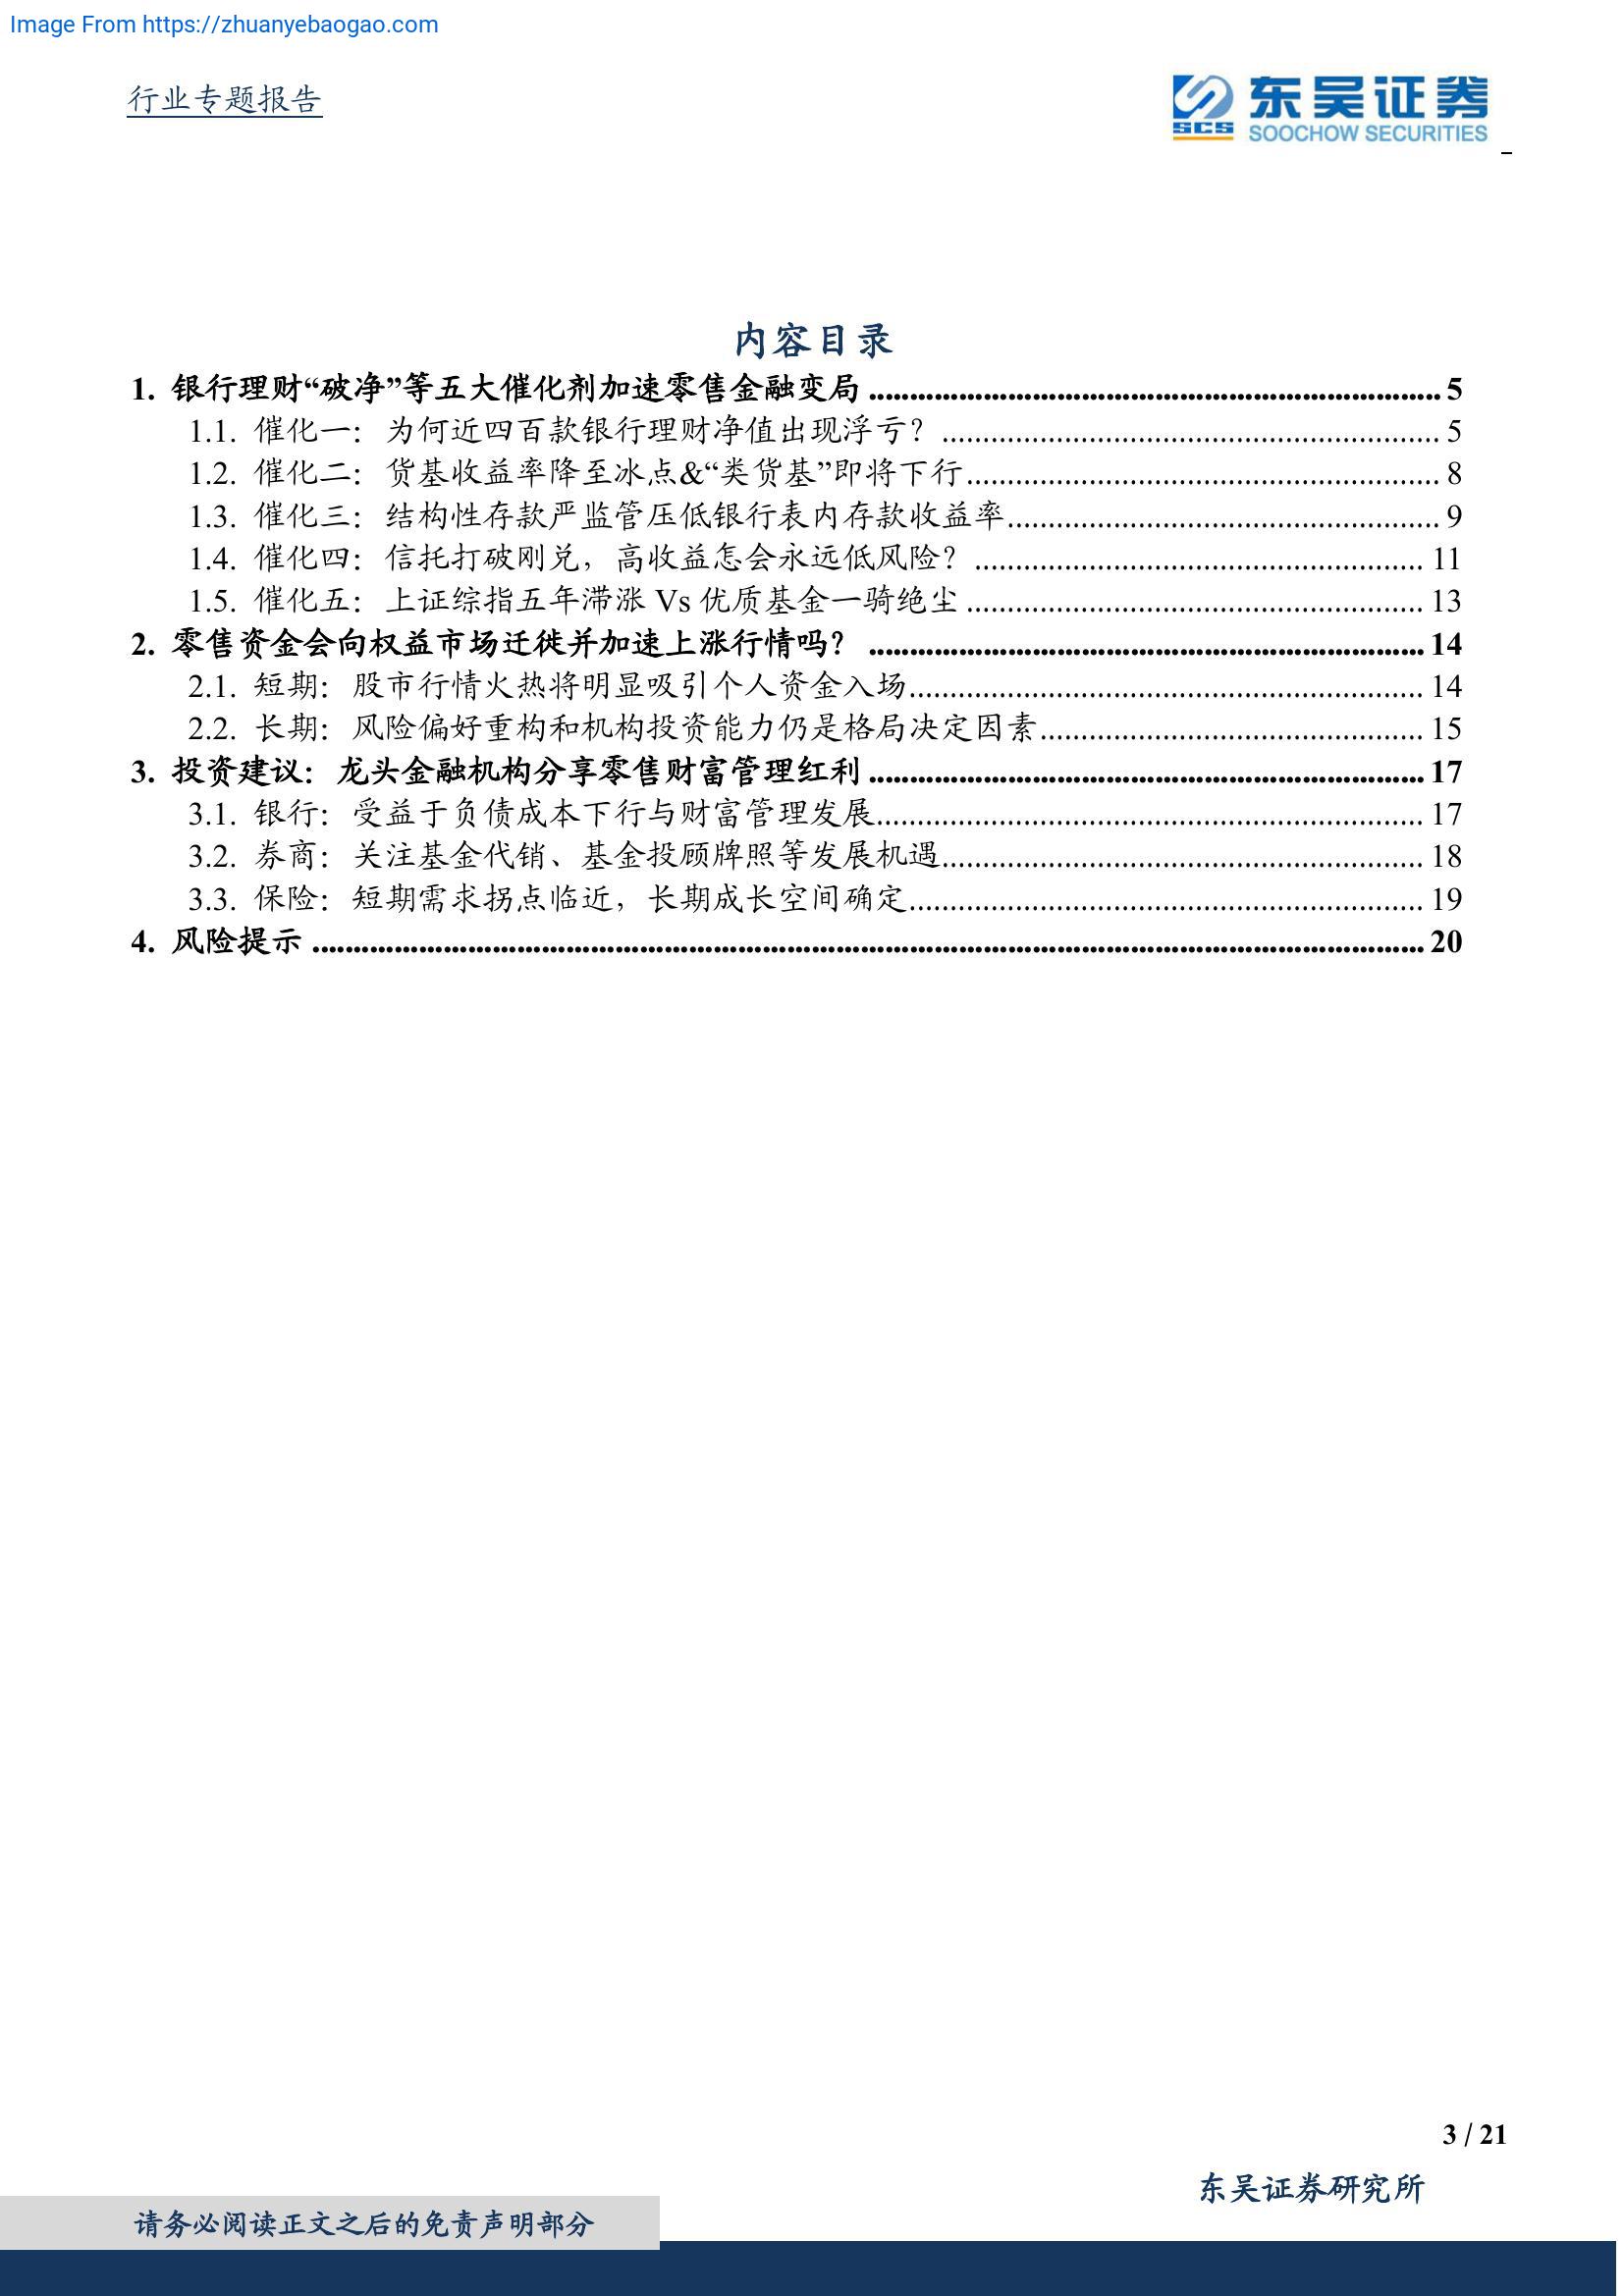 Image From https://zhuanyebaogao.com
行业专题报告
SCS 东吴证券
SOOCHOW SECURITIES
内容目录
1. 银行理财“破净”等五大催化剂加速零售金融变局 ........ 5
1.1. 催化一：为何近四百款银行理财净值出现浮亏？ ........ 5
1.2. 催化二：货基收益率降至冰点&“类货基”即将下行 ........ 8
1.3. 催化三：结构性存款严监管压低银行表内存款收益率 ........ 9
1.4. 催化四：信托打破刚兑，高收益怎会永远低风险？ ........ 11
1.5. 催化五：上证综指五年滞涨 Vs 优质基金一骑绝尘 ........ 13
2. 零售资金会向权益市场迁徙并加速上涨行情吗？ ........ 14
2.1. 短期：股市行情火热将明显吸引个人资金入场 ........ 14
2.2. 长期：风险偏好重构和机构投资能力仍是格局决定因素 ........ 15
3. 投资建议：龙头金融机构分享零售财富管理红利 ........ 17
3.1. 银行：受益于负债成本下行与财富管理发展 ........ 17
3.2. 券商：关注基金代销、基金投顾牌照等发展机遇 ........ 18
3.3. 保险：短期需求拐点临近，长期成长空间确定 ........ 19
4. 风险提示 ........ 20
3 / 21
东吴证券研究所
请务必阅读正文之后的免责声明部分